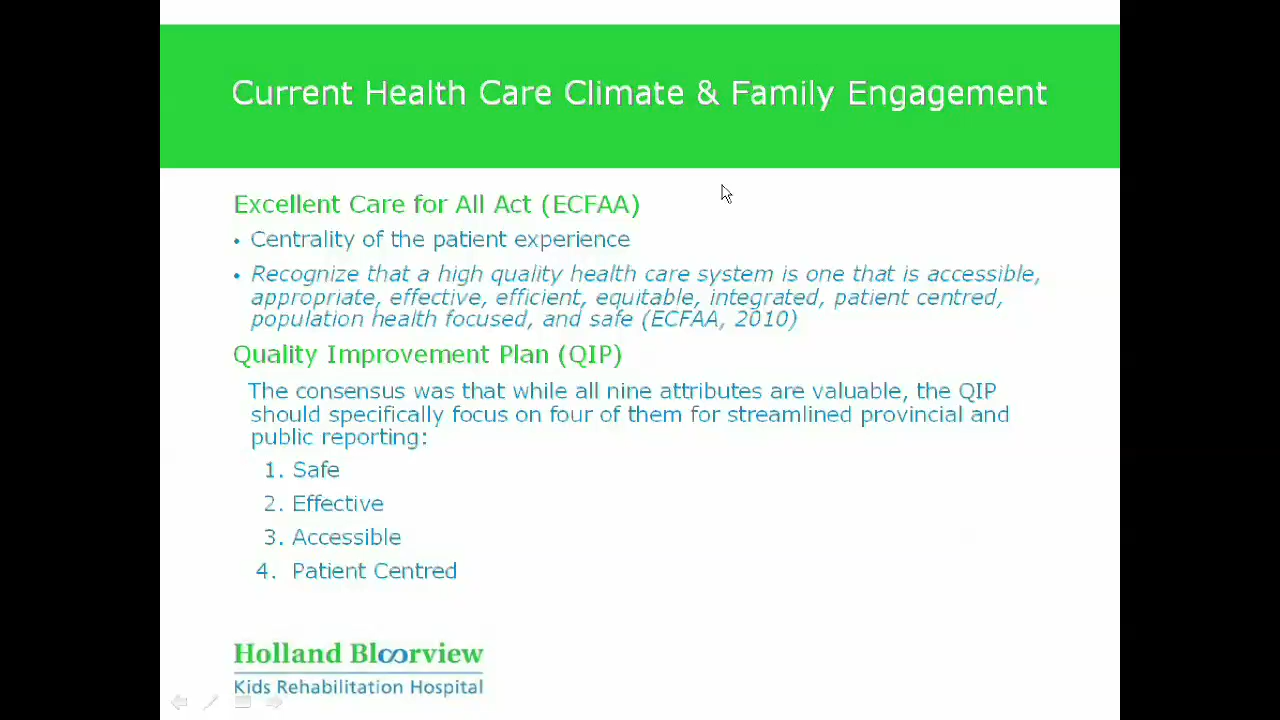 Current Health Care Climate & Family Engagement
Excellent Care for All Act (ECFAA)
• Centrality of the patient experience
• Recognize that a high quality health care system is one that is accessible,
appropriate, effective, efficient, equitable, integrated, patient centred,
population health focused, and safe (ECFAA, 2010)
Quality Improvement Plan (QIP)
The consensus was that while all nine attributes are valuable, the QIP
should specifically focus on four of them for streamlined provincial and
public reporting:
1. Safe
2. Effective
3. Accessible
4. Patient Centred
Holland Bloorview
Kids Rehabilitation Hospital